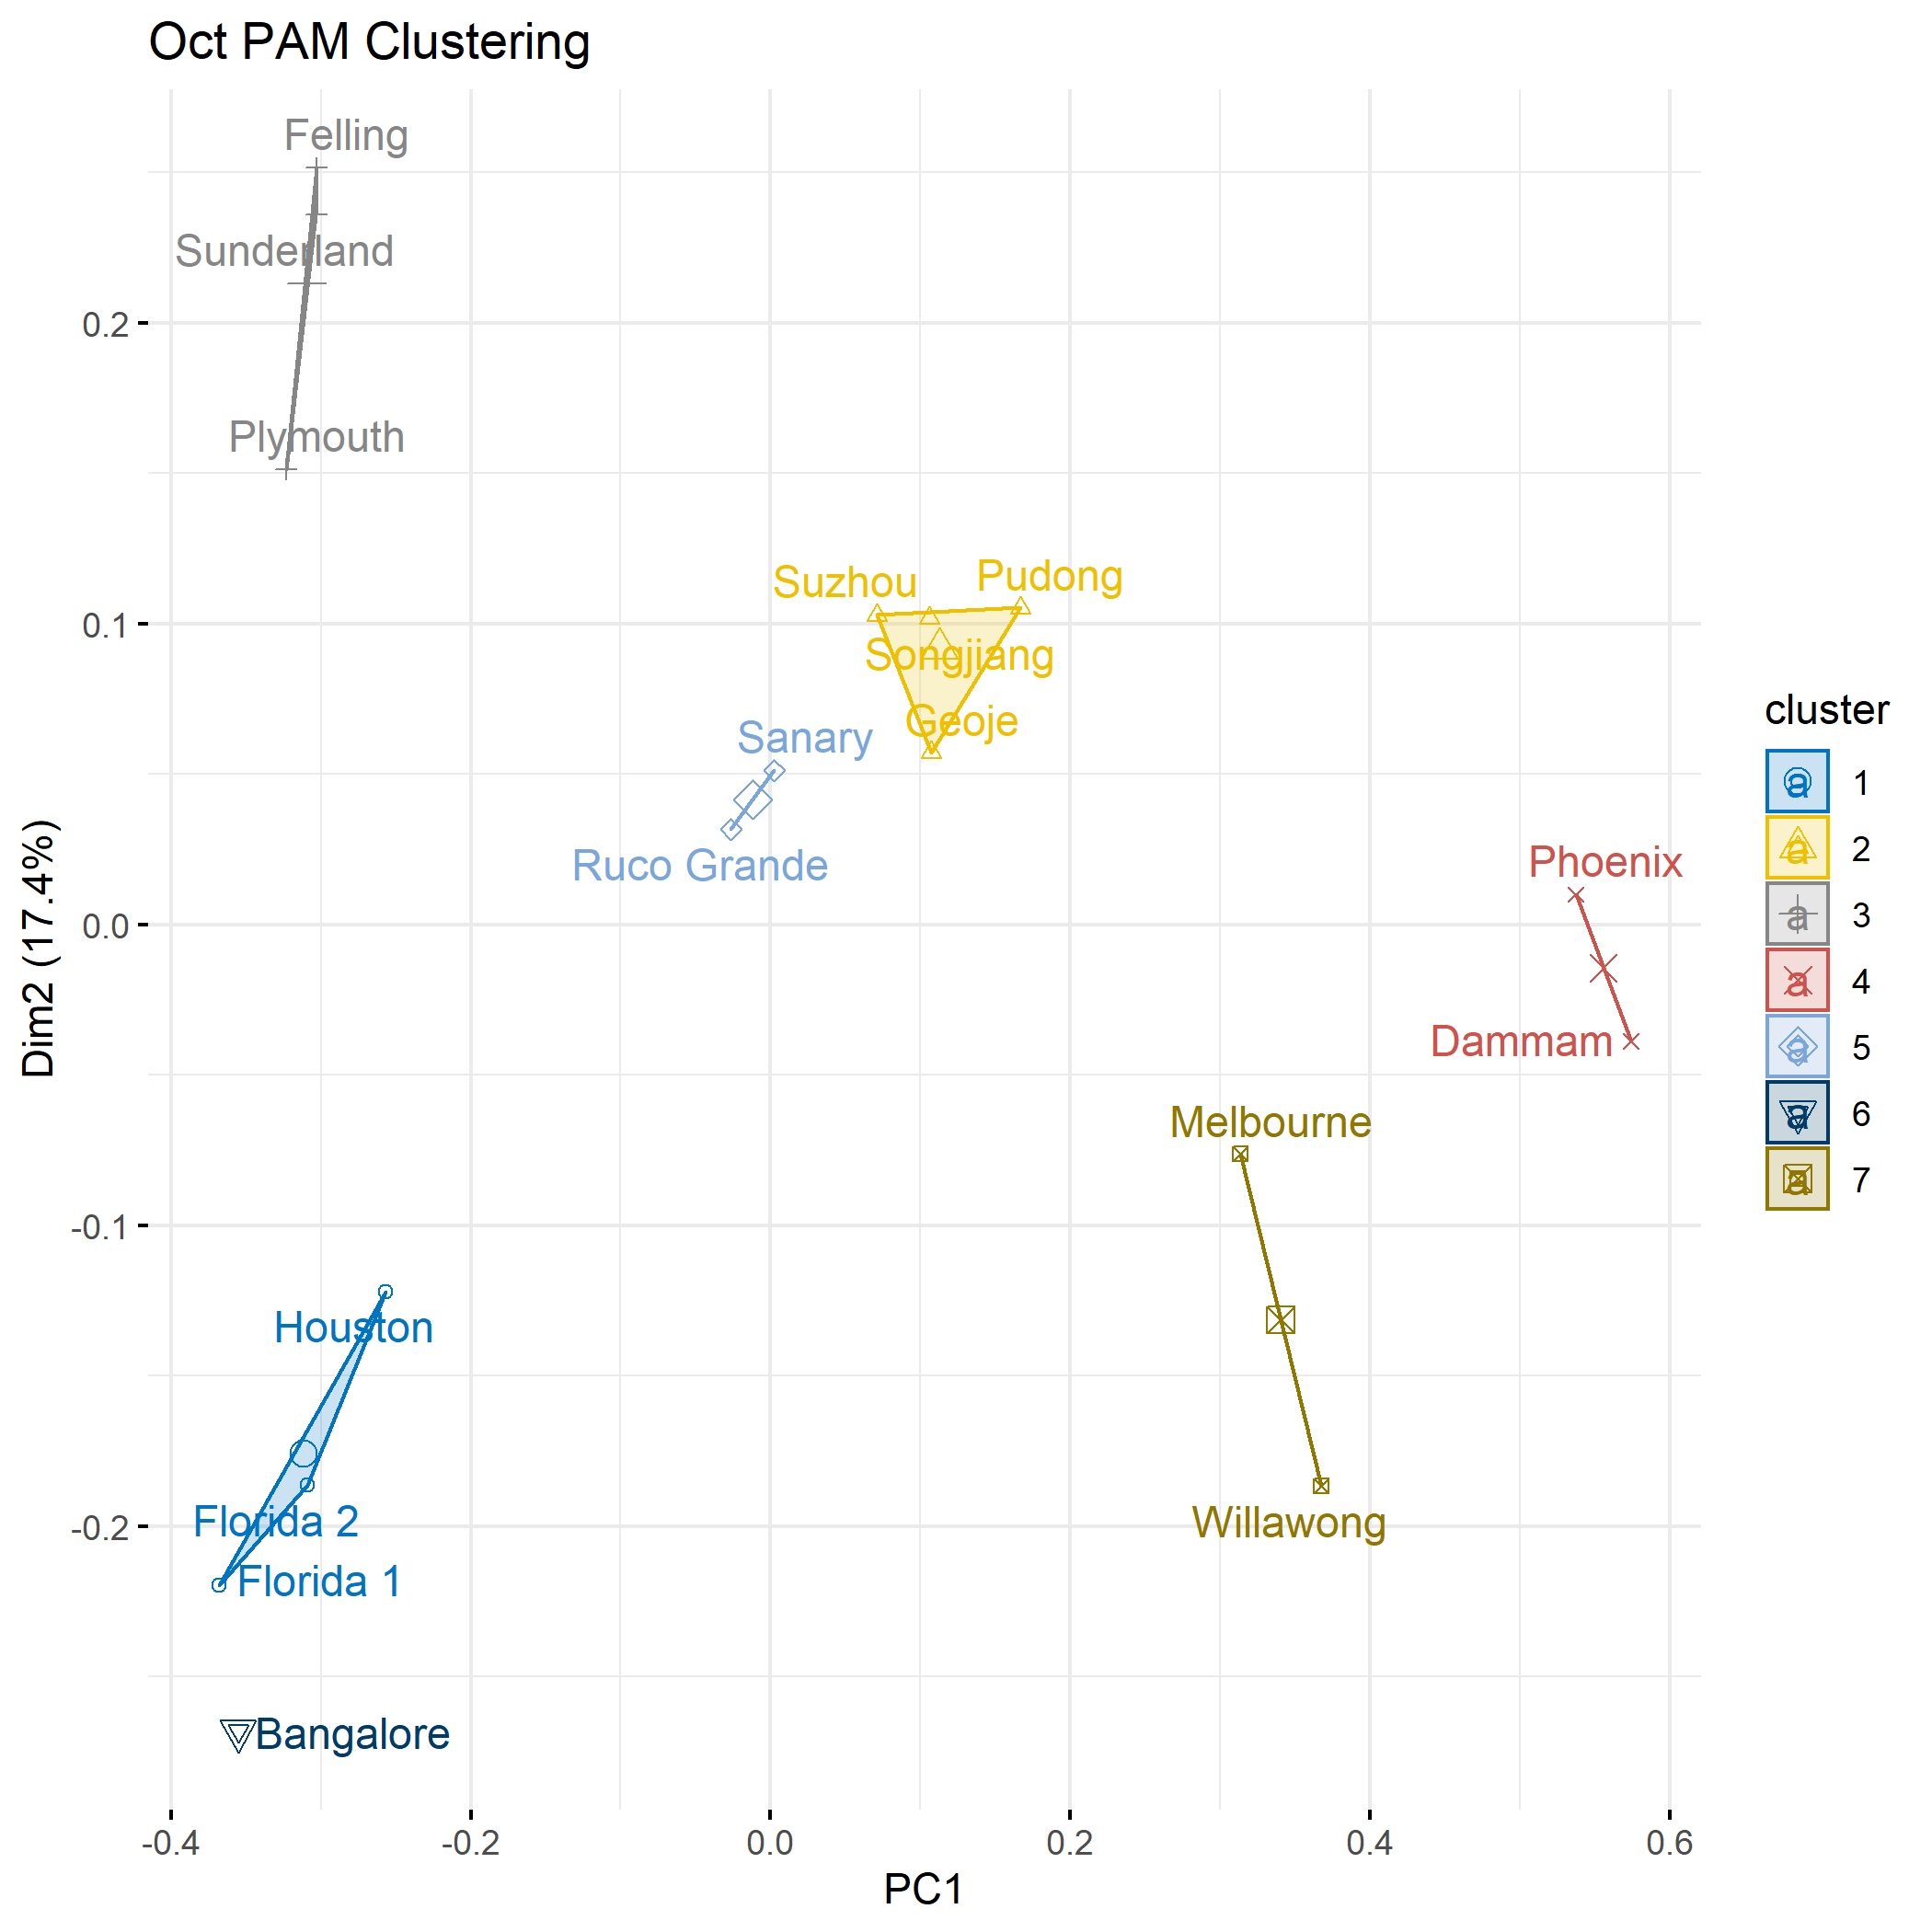 Oct PAM Clustering
Felling
Sunderland
Plymouth
Suzhou
Pudong
Songjiang
Geoje
Sanary
Ruco Grande
Phoenix
Dammam
Melbourne
Willawong
Houston
Florida 2
Florida 1
Bangalore
0.2
0.1
0.0
-0.1
-0.2
Dim2 (17.4%)
-0.4
-0.2
0.0
0.2
0.4
0.6
PC1
cluster
a 1
a 2
a 3
a 4
a 5
a 6
a 7